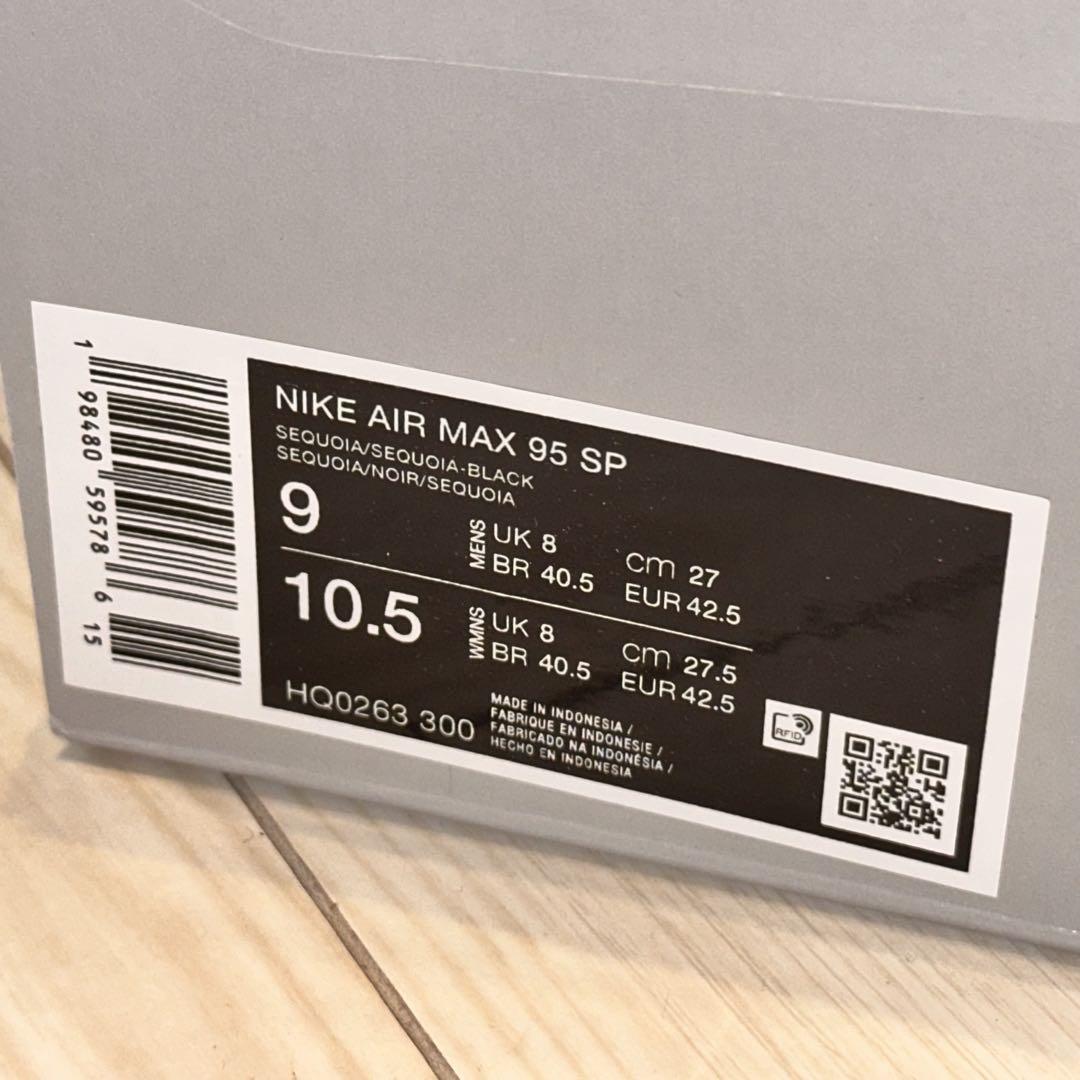 1 98480 59578 6 15
NIKE AIR MAX 95 SP
SEQUOIA/SEQUOIA-BLACK
SEQUOIA/NOIR/SEQUOIA
9
MENS
UK 8
BR 40.5
cm 27
EUR 42.5
10.5
WMNS
UK 8
BR 40.5
cm 27.5
EUR 42.5
HQ0263 300
MADE IN INDONESIA /
FABRIQUE EN INDONESIE /
FABRICADO NA INDONÉSIA /
HECHO EN INDONESIA
RFID